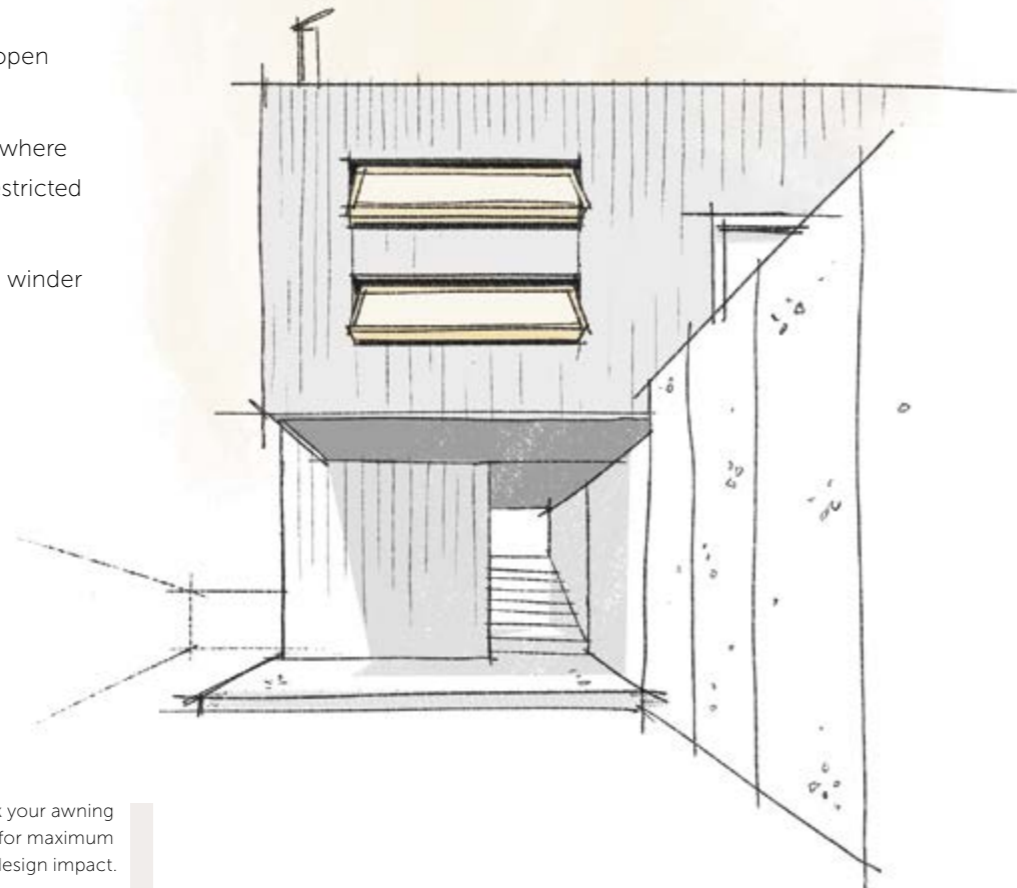 open
where
stricted
winder
your awning
for maximum
design impact.